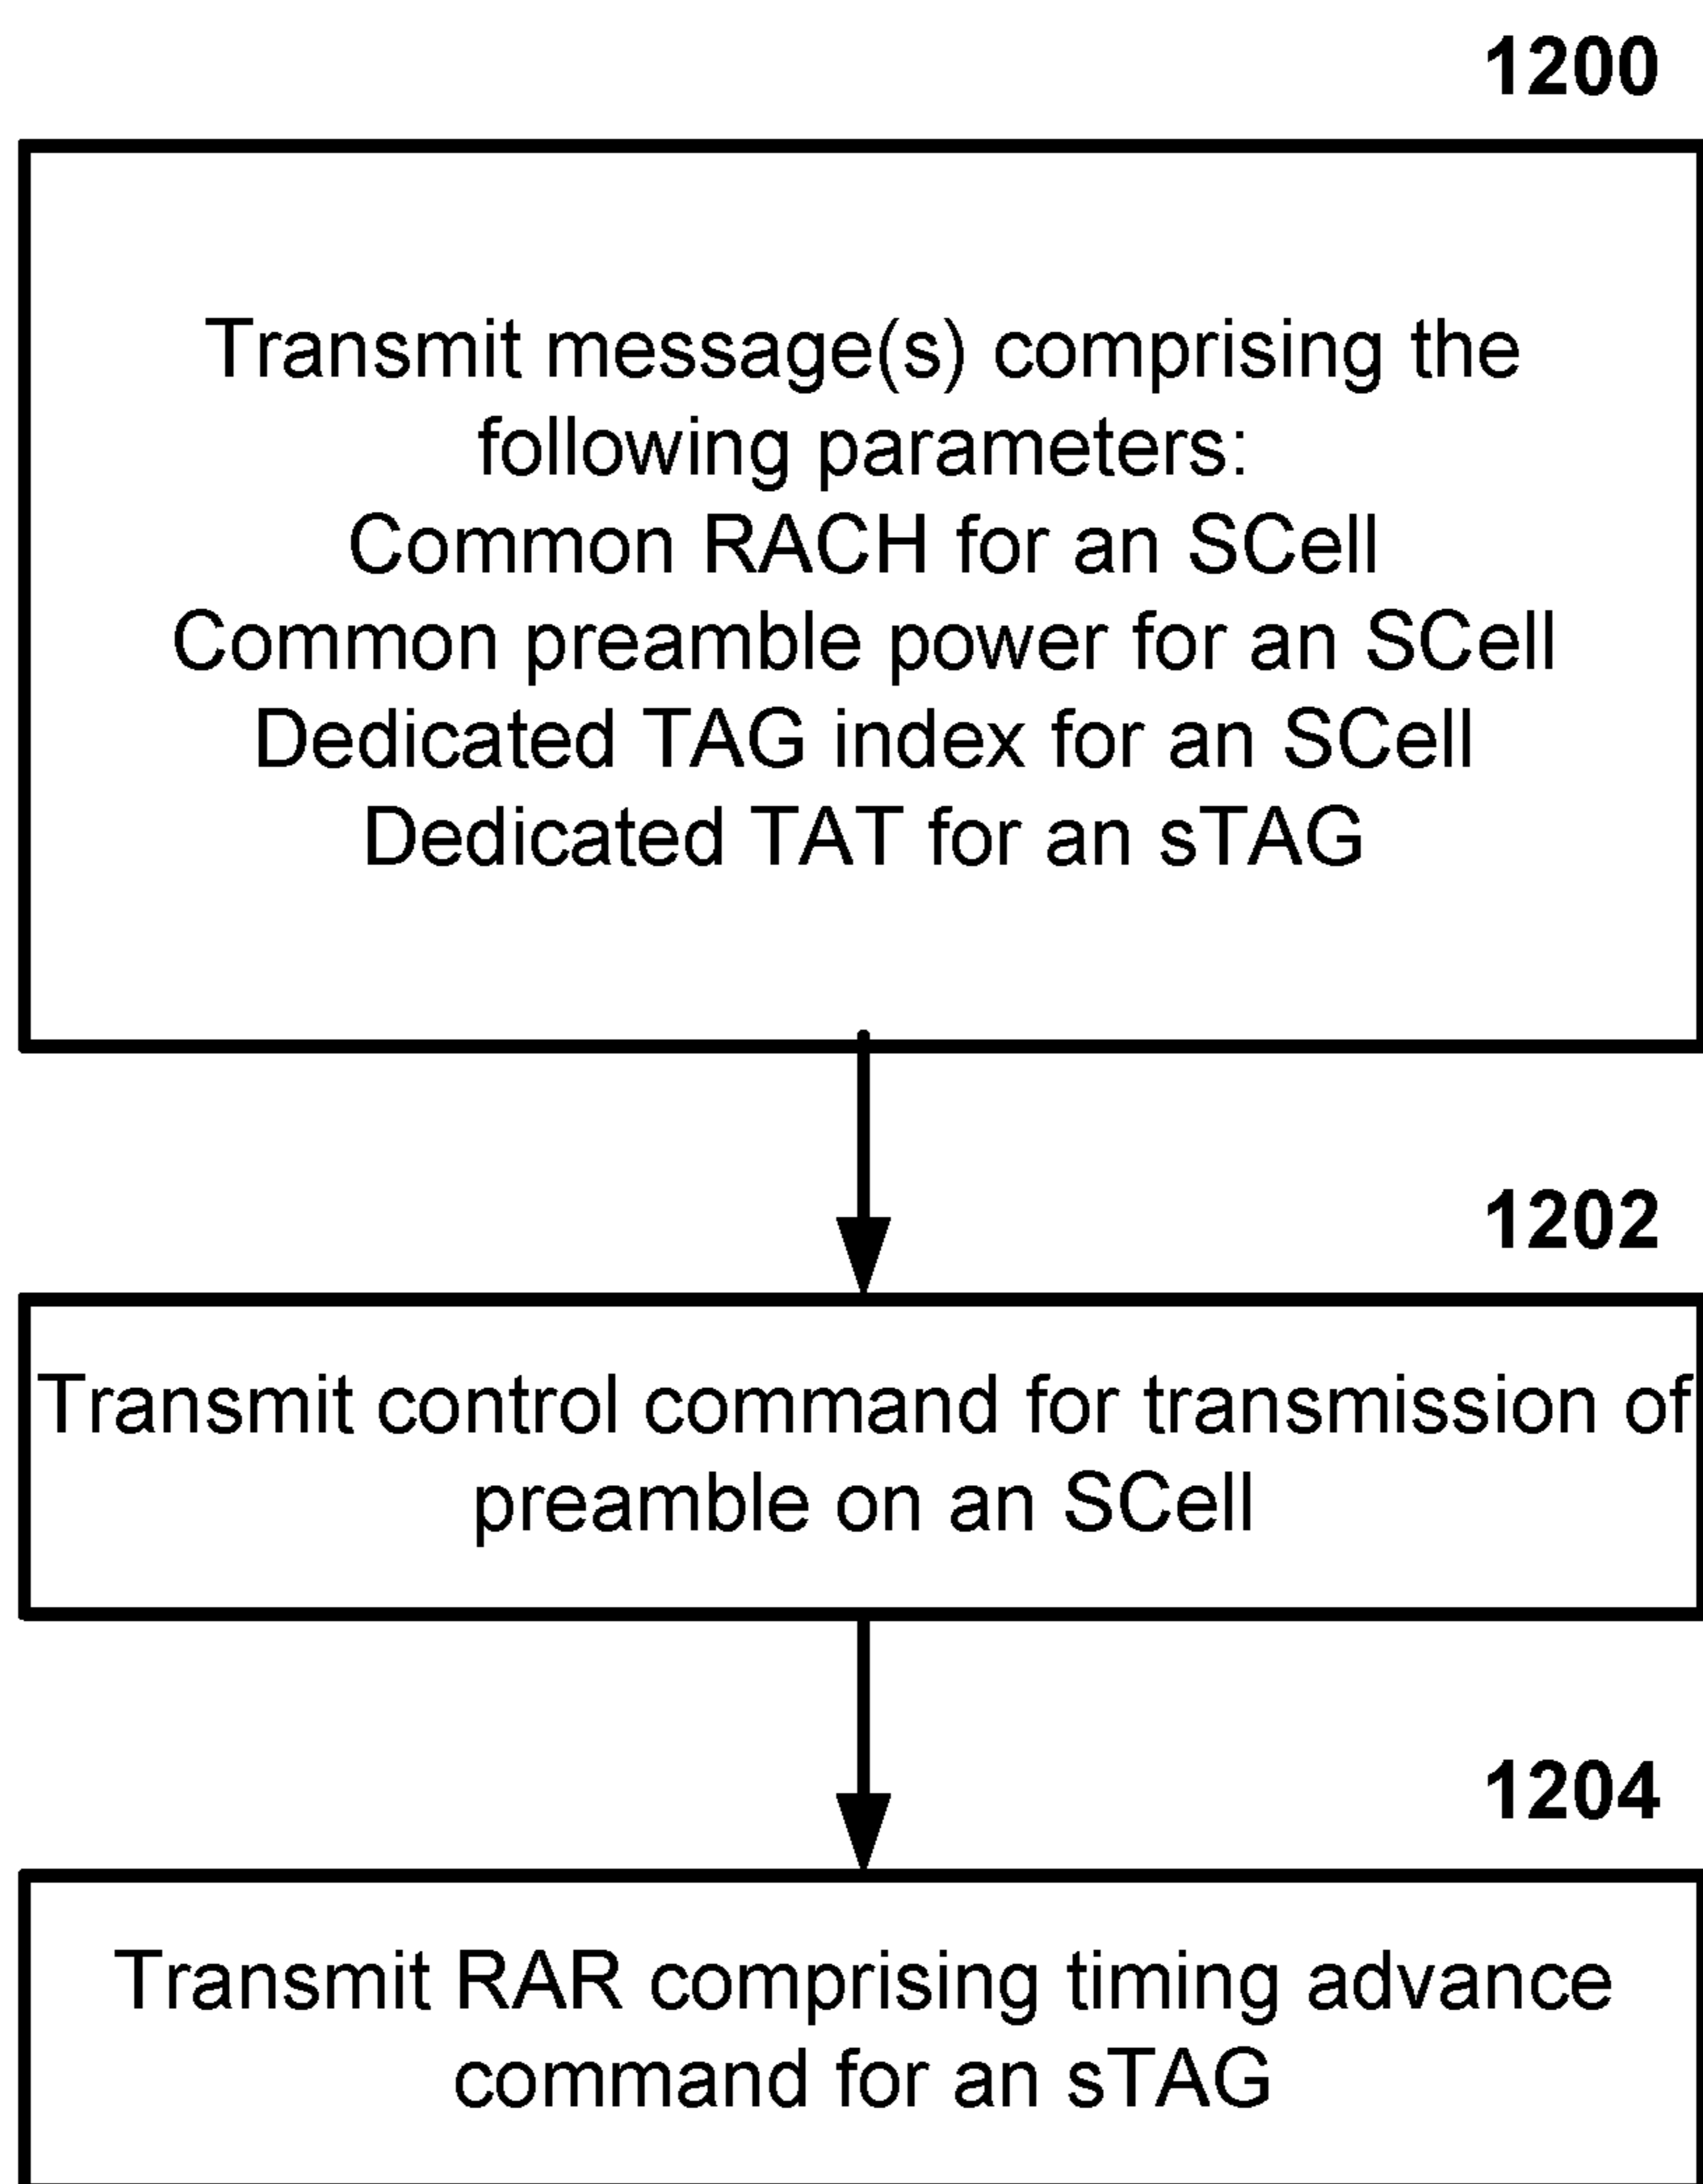 1200
Transmit message(s) comprising the
following parameters:
Common RACH for an SCell
Common preamble power for an SCell
Dedicated TAG index for an SCell
Dedicated TAT for an sTAG
1202
Transmit control command for transmission of
preamble on an SCell
1204
Transmit RAR comprising timing advance
command for an sTAG